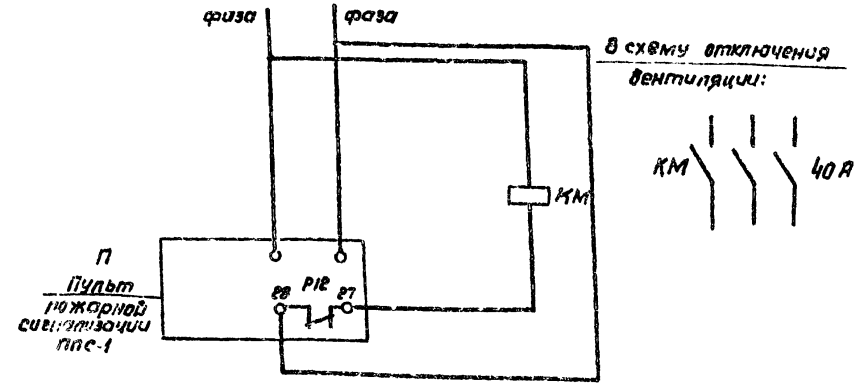 фаза
фаза
В схему отключения
вентиляции:
КМ
40 А
КМ
П
Пульт
пожарной
сигнализации
ППС-1
Р12
28
27